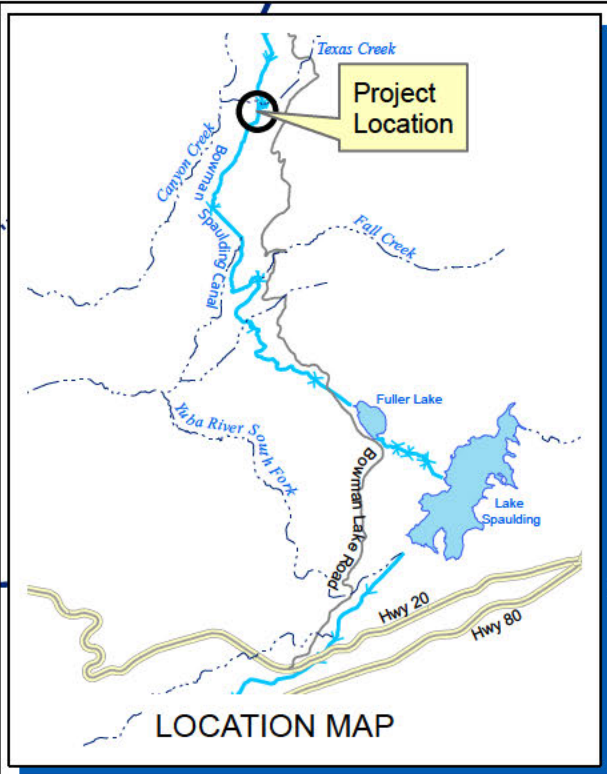 Texas Creek
Project
Location
Canyon Creek
Bowman
Spaulding Canal
Fall Creek
Fuller Lake
Yuba River South
Fork
Bowman Lake Road
Lake
Spaulding
Hwy 20
Hwy 80
LOCATION MAP